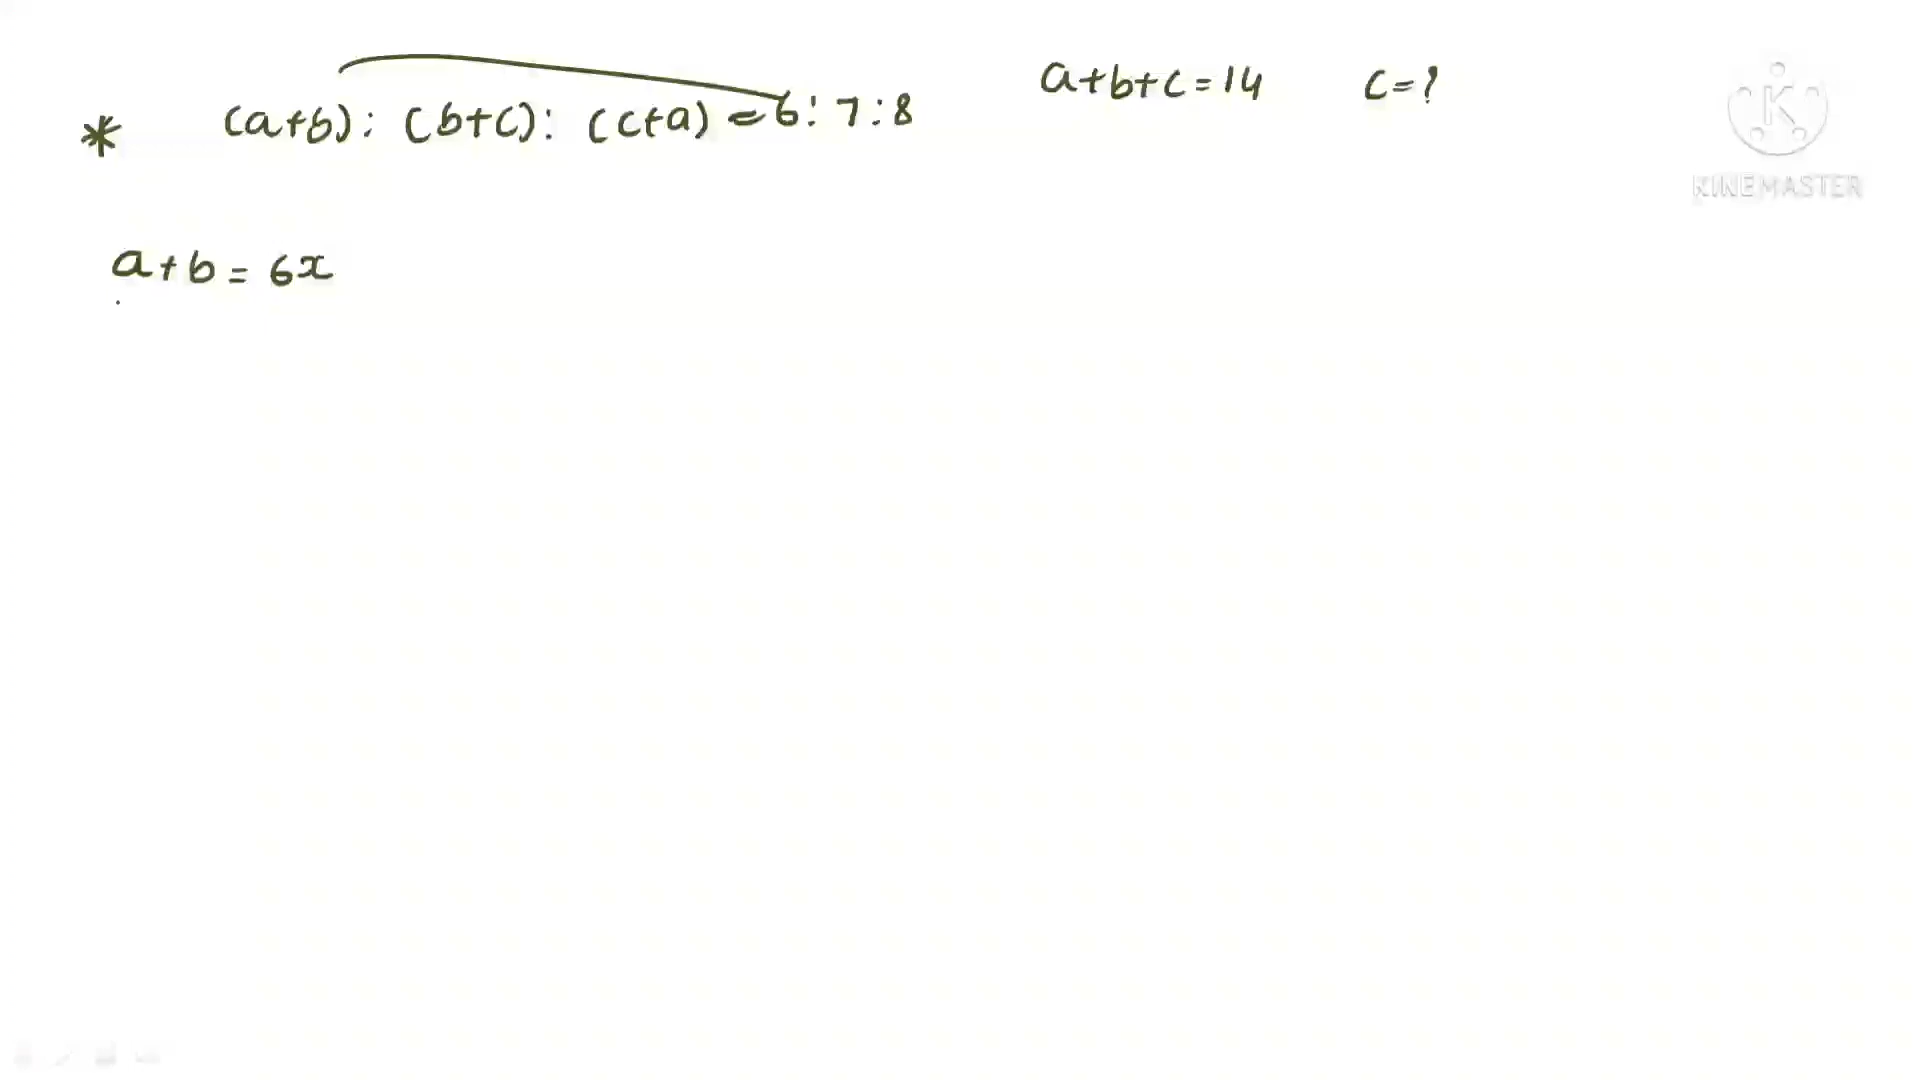 * (a+b) : (b+c) : (c+a) = 6 : 7 : 8 a+b+c=14 c=?
a+b = 6x
KINEMASTER